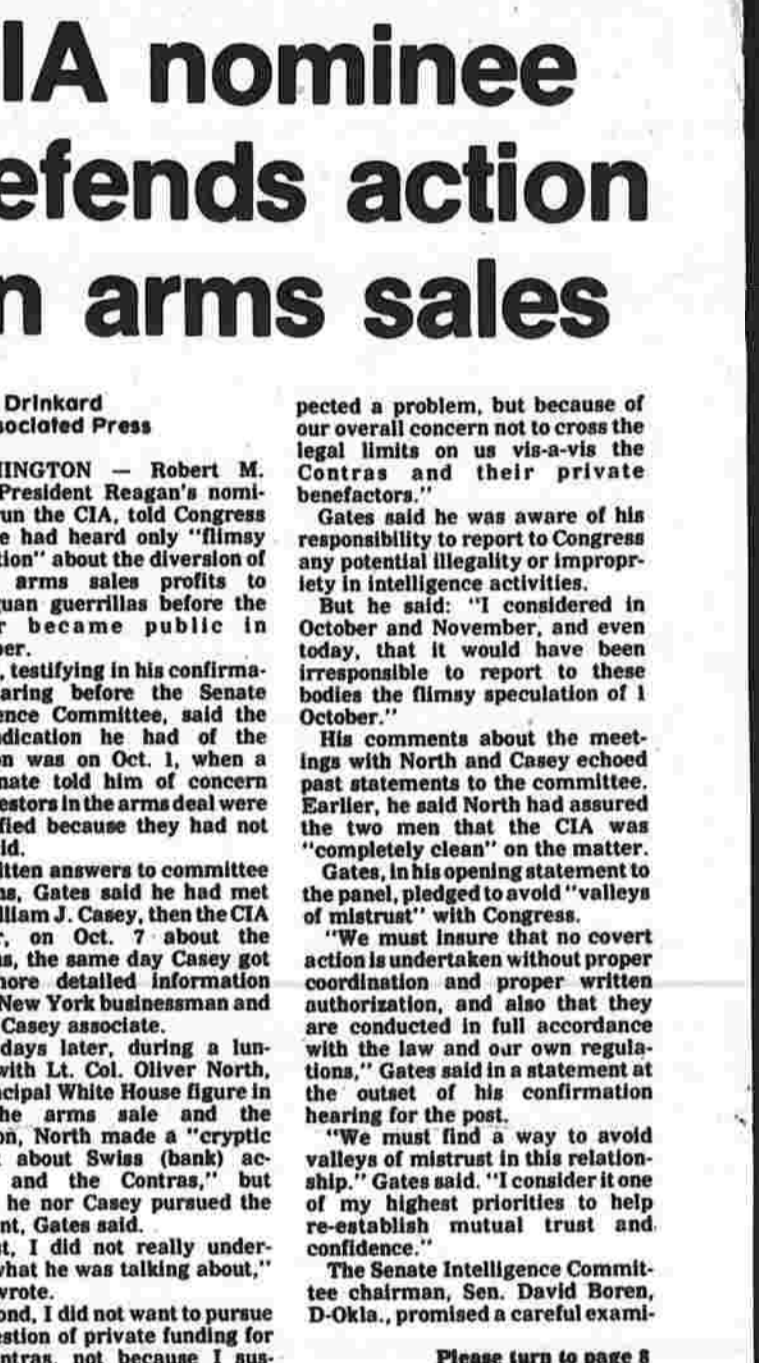 IA nominee
efends action
n arms sales
Drinkard
sociated Press
HINGTON — Robert M.
President Reagan's nomi-
un the CIA, told Congress
e had heard only "flimsy
tion" about the diversion of
arms sales profits to
guan guerrillas before the
r became public in
ber.
, testifying in his confirma-
aring before the Senate
ence Committee, said the
dication he had of the
n was on Oct. 1, when a
nate told him of concern
estors in the arms deal were
fied because they had not
id.
itten answers to committee
ns, Gates said he had met
lliam J. Casey, then the CIA
r, on Oct. 7 about the
ns, the same day Casey got
more detailed information
New York businessman and
Casey associate.
days later, during a lun-
with Lt. Col. Oliver North,
ncipal White House figure in
he arms sale and the
on, North made a "cryptic
about Swiss (bank) ac-
and the Contras," but
he nor Casey pursued the
nt, Gates said.
t, I did not really under-
what he was talking about,"
wrote.
ond, I did not want to pursue
estion of private funding for
ntras, not because I sus-
pected a problem, but because of
our overall concern not to cross the
legal limits on us vis-a-vis the
Contras and their private
benefactors."
Gates said he was aware of his
responsibility to report to Congress
any potential illegality or impropr-
iety in intelligence activities.
But he said: "I considered in
October and November, and even
today, that it would have been
irresponsible to report to these
bodies the flimsy speculation of 1
October."
His comments about the meet-
ings with North and Casey echoed
past statements to the committee.
Earlier, he said North had assured
the two men that the CIA was
"completely clean" on the matter.
Gates, in his opening statement to
the panel, pledged to avoid "valleys
of mistrust" with Congress.
"We must insure that no covert
action is undertaken without proper
coordination and proper written
authorization, and also that they
are conducted in full accordance
with the law and our own regula-
tions," Gates said in a statement at
the outset of his confirmation
hearing for the post.
"We must find a way to avoid
valleys of mistrust in this relation-
ship." Gates said. "I consider it one
of my highest priorities to help
re-establish mutual trust and
confidence."
The Senate Intelligence Commit-
tee chairman, Sen. David Boren,
D-Okla., promised a careful exami-
Please turn to page 8